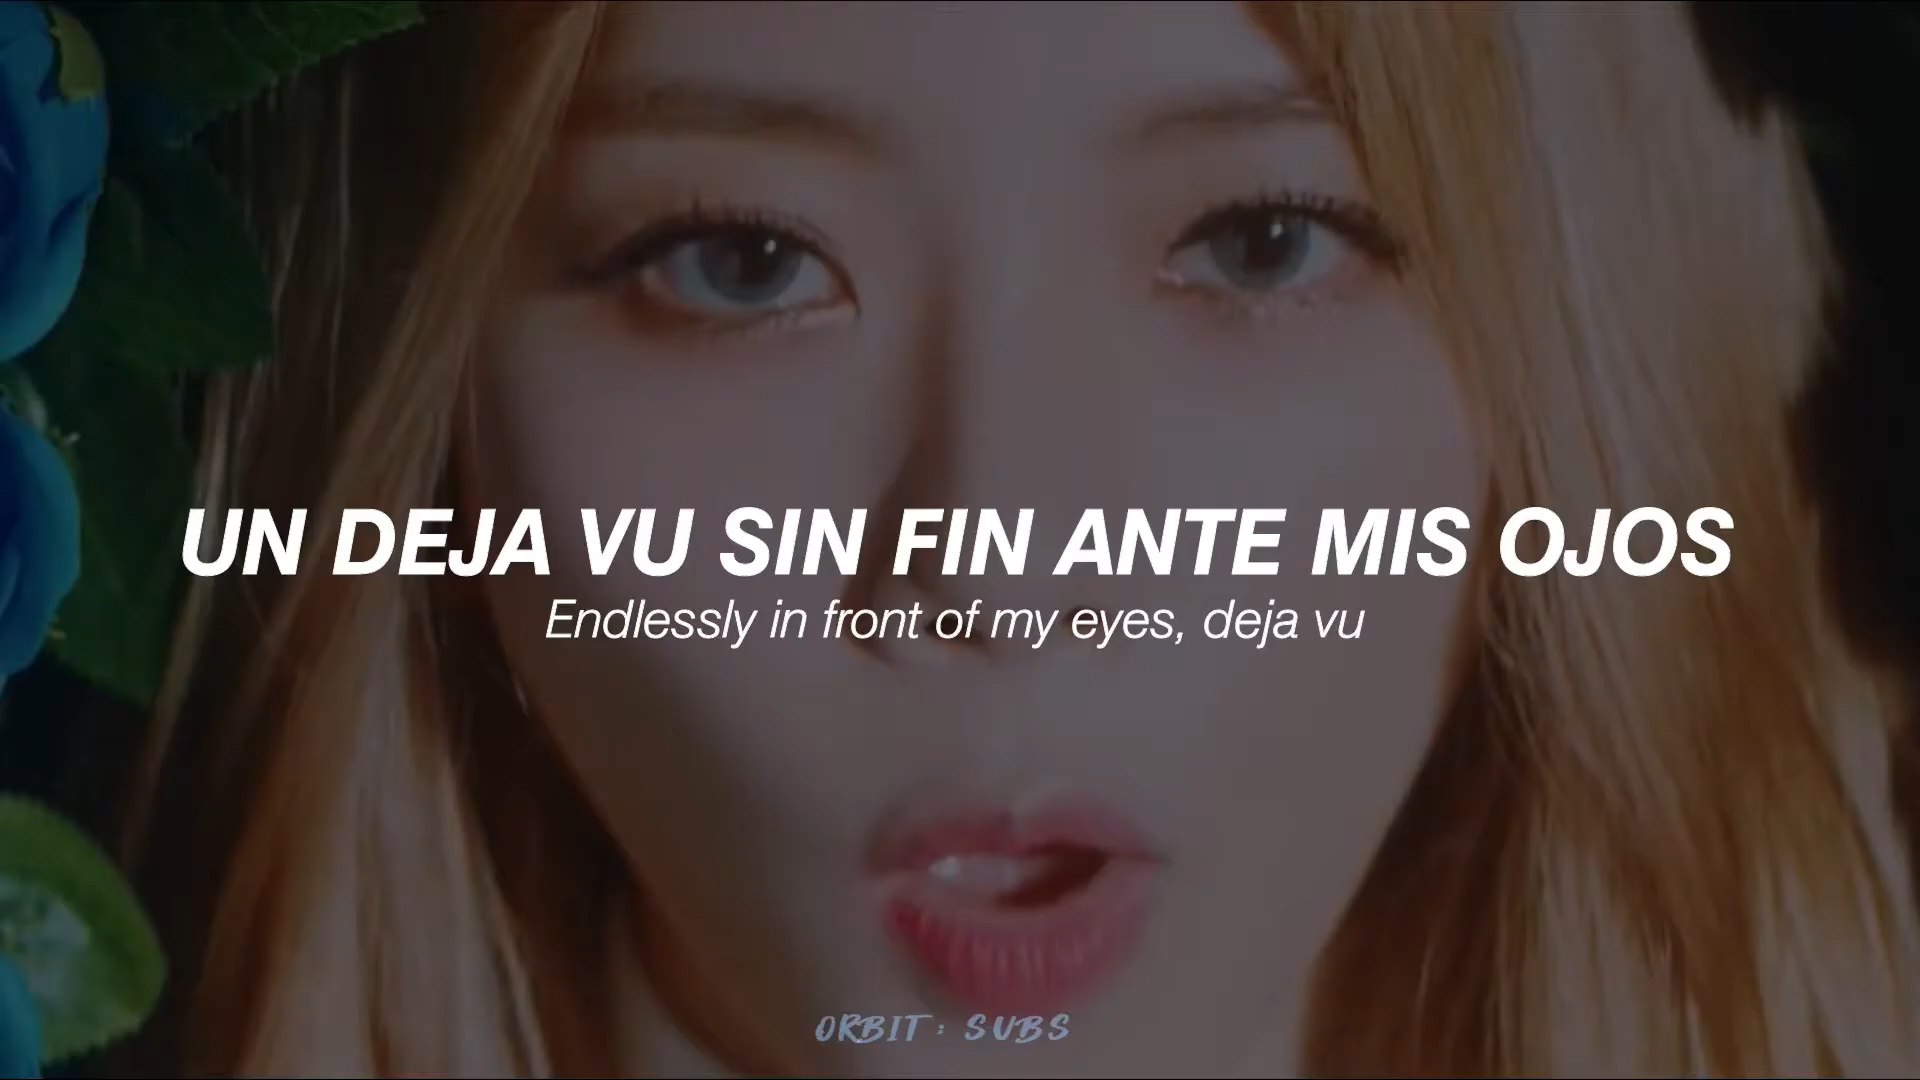 UN DEJA VU SIN FIN ANTE MIS OJOS
Endlessly in front of my eyes, deja vu
ORBIT: SUBS